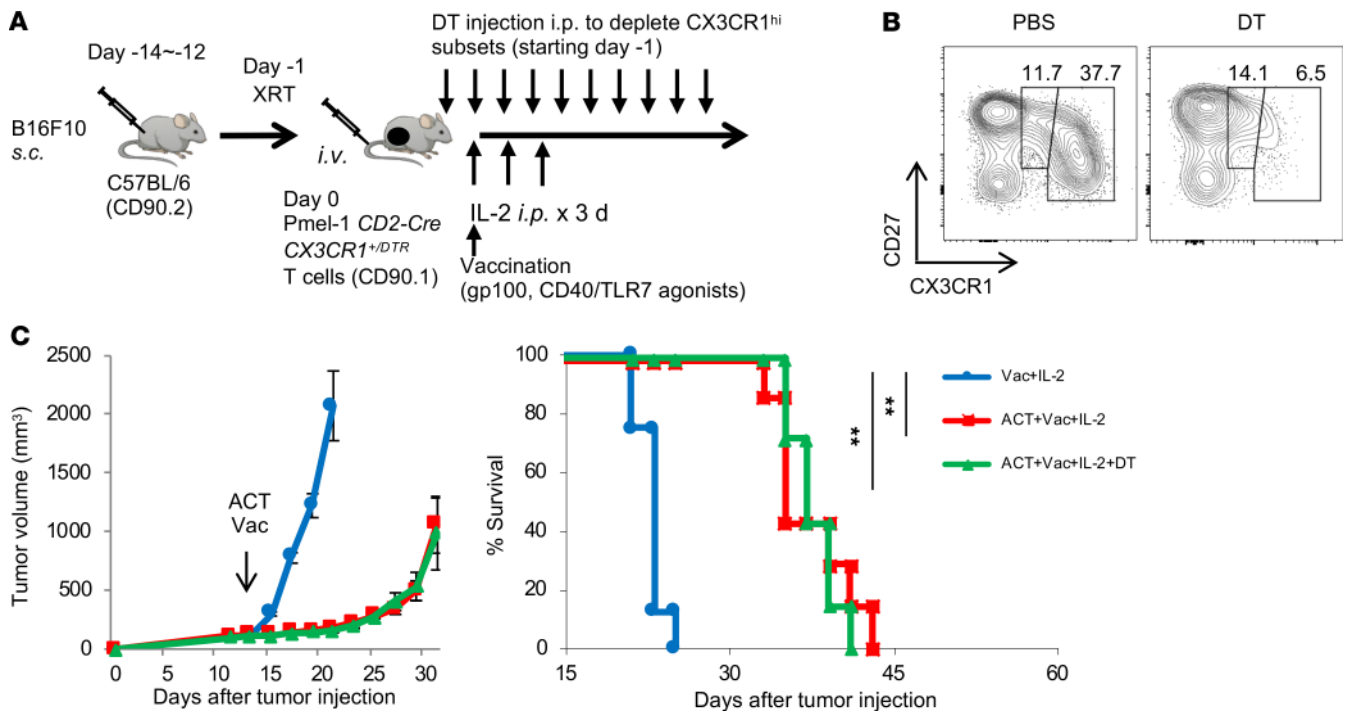 A
Day -14~-12
B16F10
s.c.
C57BL/6
(CD90.2)
Day -1
XRT
i.v.
Day 0
Pmel-1 CD2-Cre
CX3CR1+/DTR
T cells (CD90.1)
DT injection i.p. to deplete CX3CR1hi
subsets (starting day -1)
IL-2 i.p. x 3 d
Vaccination
(gp100, CD40/TLR7 agonists)
B
PBS
DT
11.7 37.7
14.1 6.5
CD27
CX3CR1
C
Tumor volume (mm3)
2500
2000
1500
1000
500
0
ACT
Vac
0 5 10 15 20 25 30
Days after tumor injection
% Survival
100
80
60
40
20
0
15 30 45 60
Days after tumor injection
**
**
Vac+IL-2
ACT+Vac+IL-2
ACT+Vac+IL-2+DT